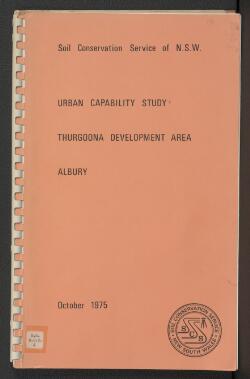 Soil Conservation Service of N.S.W.
URBAN CAPABILITY STUDY
THURGOONA DEVELOPMENT AREA
ALBURY
October 1975
SOIL CONSERVATION SERVICE
NEW SOUTH WALES